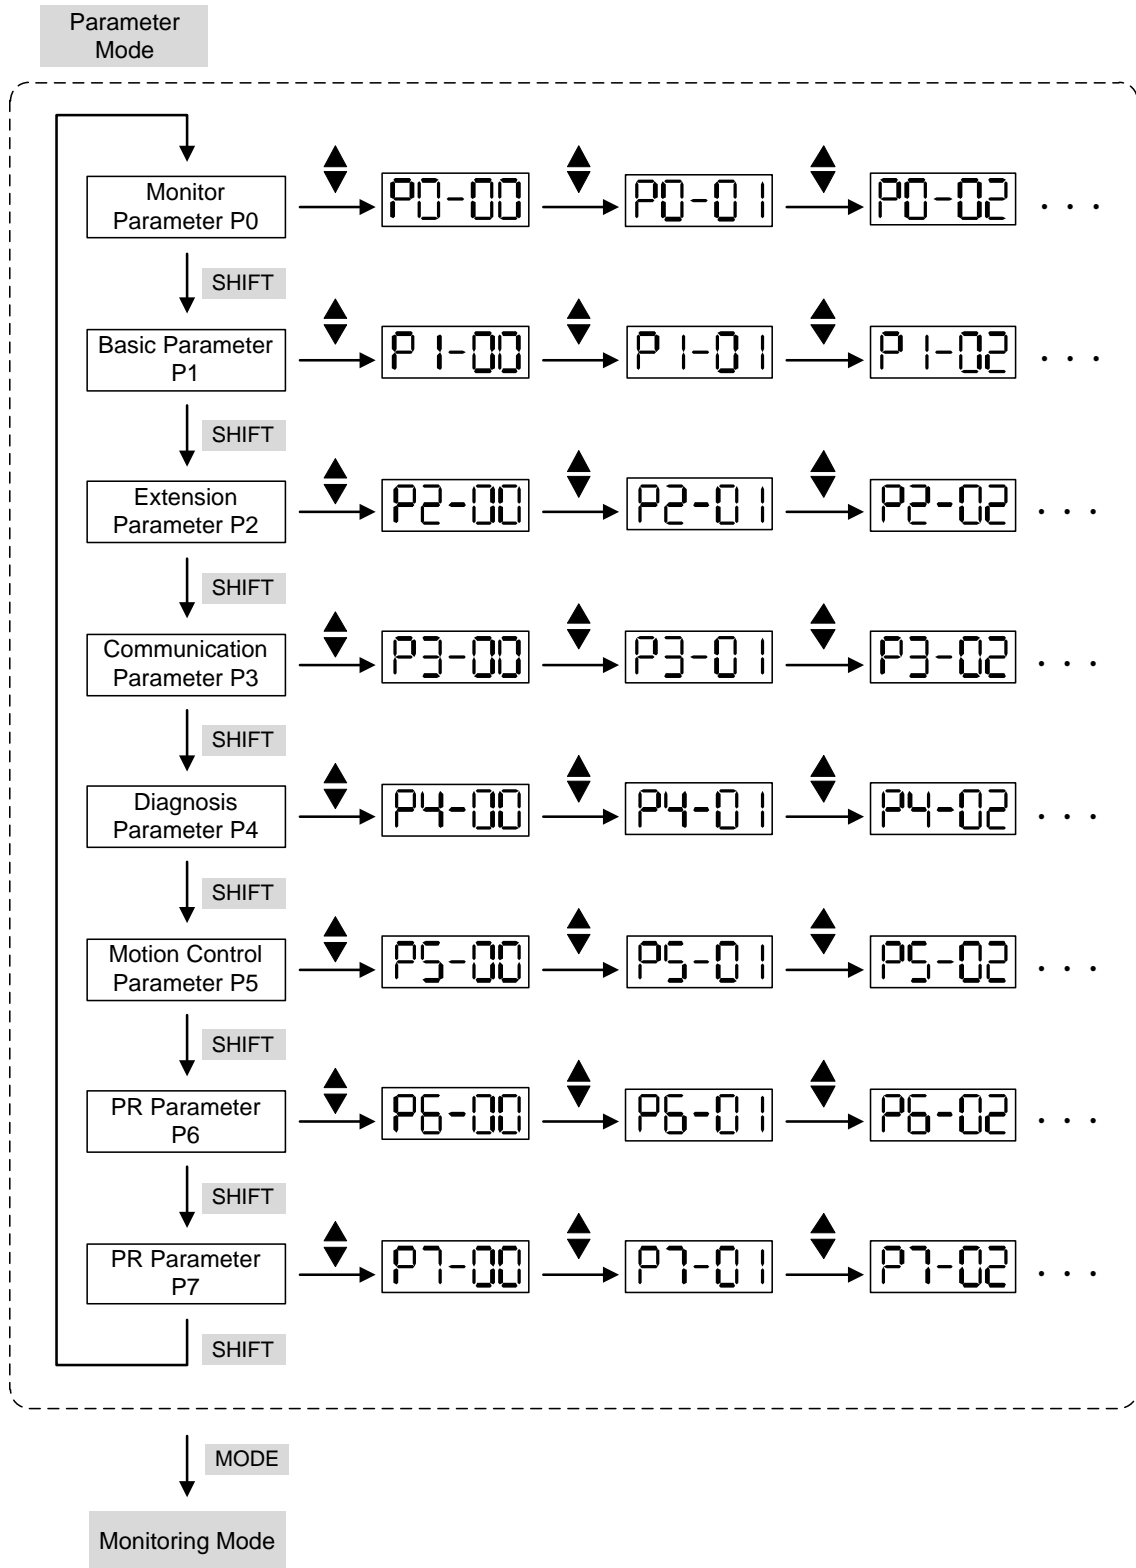 Parameter
Mode
Monitor
Parameter P0
P0-00
P0-01
P0-02
. . .
SHIFT
Basic Parameter
P1
P1-00
P1-01
P1-02
. . .
SHIFT
Extension
Parameter P2
P2-00
P2-01
P2-02
. . .
SHIFT
Communication
Parameter P3
P3-00
P3-01
P3-02
. . .
SHIFT
Diagnosis
Parameter P4
P4-00
P4-01
P4-02
. . .
SHIFT
Motion Control
Parameter P5
P5-00
P5-01
P5-02
. . .
SHIFT
PR Parameter
P6
P6-00
P6-01
P6-02
. . .
SHIFT
PR Parameter
P7
P7-00
P7-01
P7-02
. . .
SHIFT
MODE
Monitoring Mode